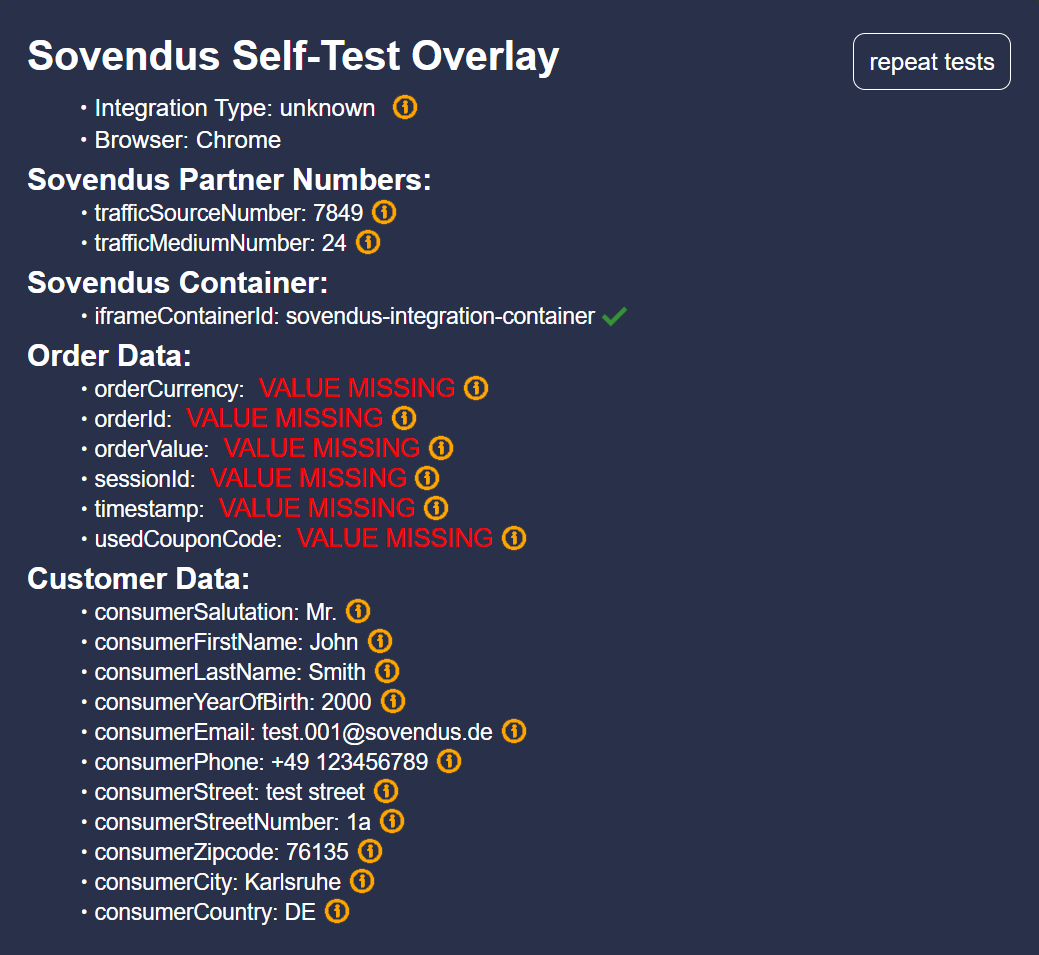 Sovendus Self-Test Overlay
repeat tests
• Integration Type: unknown
• Browser: Chrome
Sovendus Partner Numbers:
• trafficSourceNumber: 7849
• trafficMediumNumber: 24
Sovendus Container:
• iframeContainerId: sovendus-integration-container
Order Data:
• orderCurrency: VALUE MISSING
• orderId: VALUE MISSING
• orderValue: VALUE MISSING
• sessionId: VALUE MISSING
• timestamp: VALUE MISSING
• usedCouponCode: VALUE MISSING
Customer Data:
• consumerSalutation: Mr.
• consumerFirstName: John
• consumerLastName: Smith
• consumerYearOfBirth: 2000
• consumerEmail: test.001@sovendus.de
• consumerPhone: +49 123456789
• consumerStreet: test street
• consumerStreetNumber: 1a
• consumerZipcode: 76135
• consumerCity: Karlsruhe
• consumerCountry: DE